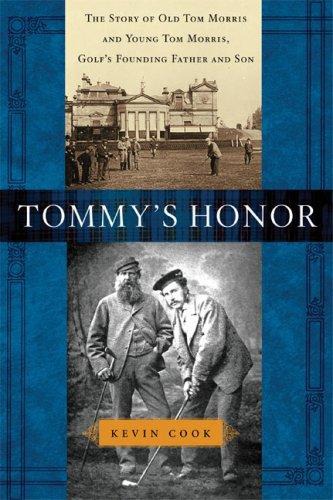 THE STORY OF OLD TOM MORRIS
AND YOUNG TOM MORRIS,
GOLF'S FOUNDING FATHER AND SON
TOMMY'S HONOR
KEVIN COOK